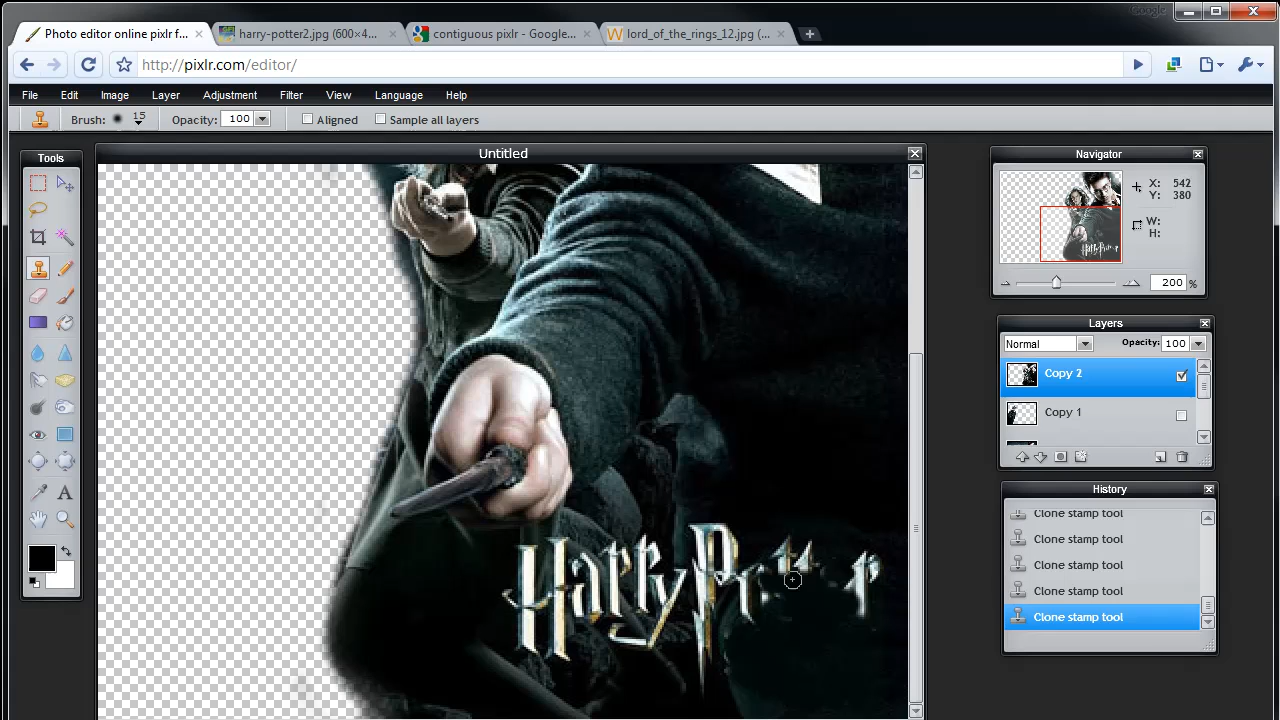 Google
Photo editor online pixlr f...
harry-potter2.jpg (600×4...
contiguous pixlr - Google...
lord_of_the_rings_12.jpg (...
http://pixlr.com/editor/
File Edit Image Layer Adjustment Filter View Language Help
Brush: 15 Opacity: 100 Aligned Sample all layers
Tools
Untitled
Harry
Navigator
X: 542
Y: 380
W:
H:
200 %
Layers
Normal Opacity: 100
Copy 2
Copy 1
History
Clone stamp tool
Clone stamp tool
Clone stamp tool
Clone stamp tool
Clone stamp tool